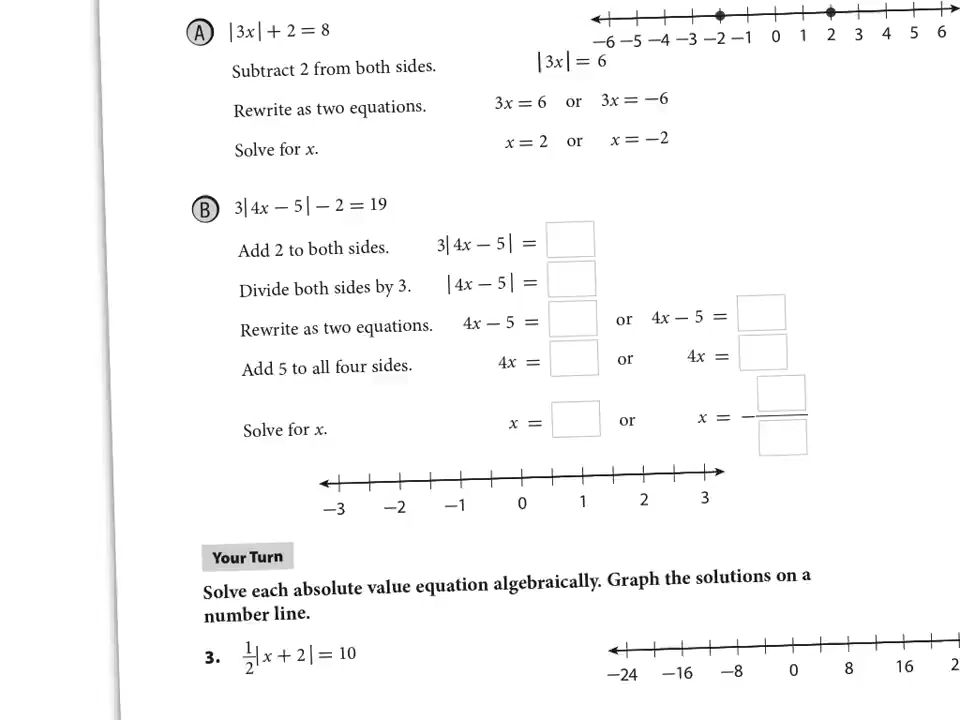 A |3x| + 2 = 8
−6 −5 −4 −3 −2 −1 0 1 2 3 4 5 6
Subtract 2 from both sides. |3x| = 6
Rewrite as two equations. 3x = 6 or 3x = −6
Solve for x. x = 2 or x = −2
B 3|4x − 5| − 2 = 19
Add 2 to both sides. 3|4x − 5| =
Divide both sides by 3. |4x − 5| =
Rewrite as two equations. 4x − 5 = or 4x − 5 =
Add 5 to all four sides. 4x = or 4x =
Solve for x. x = or x = −
−3 −2 −1 0 1 2 3
Your Turn
Solve each absolute value equation algebraically. Graph the solutions on a
number line.
3. 1/2|x + 2| = 10
−24 −16 −8 0 8 16